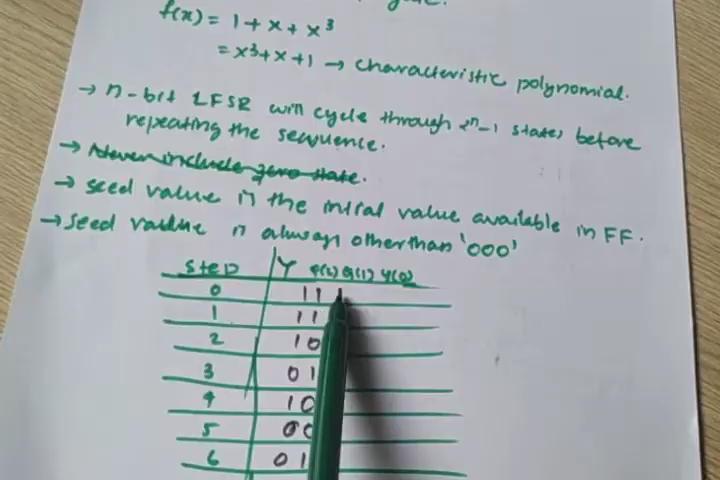 f(x) = 1 + x + x³
= x³ + x + 1 → characteristic polynomial.
→ n-bit LFSR will cycle through 2ⁿ-1 states before
repeating the sequence.
→ Never include zero state.
→ seed value is the initial value available in FF.
→ seed value is always other than '000'
Step Y
0 11
1 11
2 10
3 01
4 10
5 00
6 01